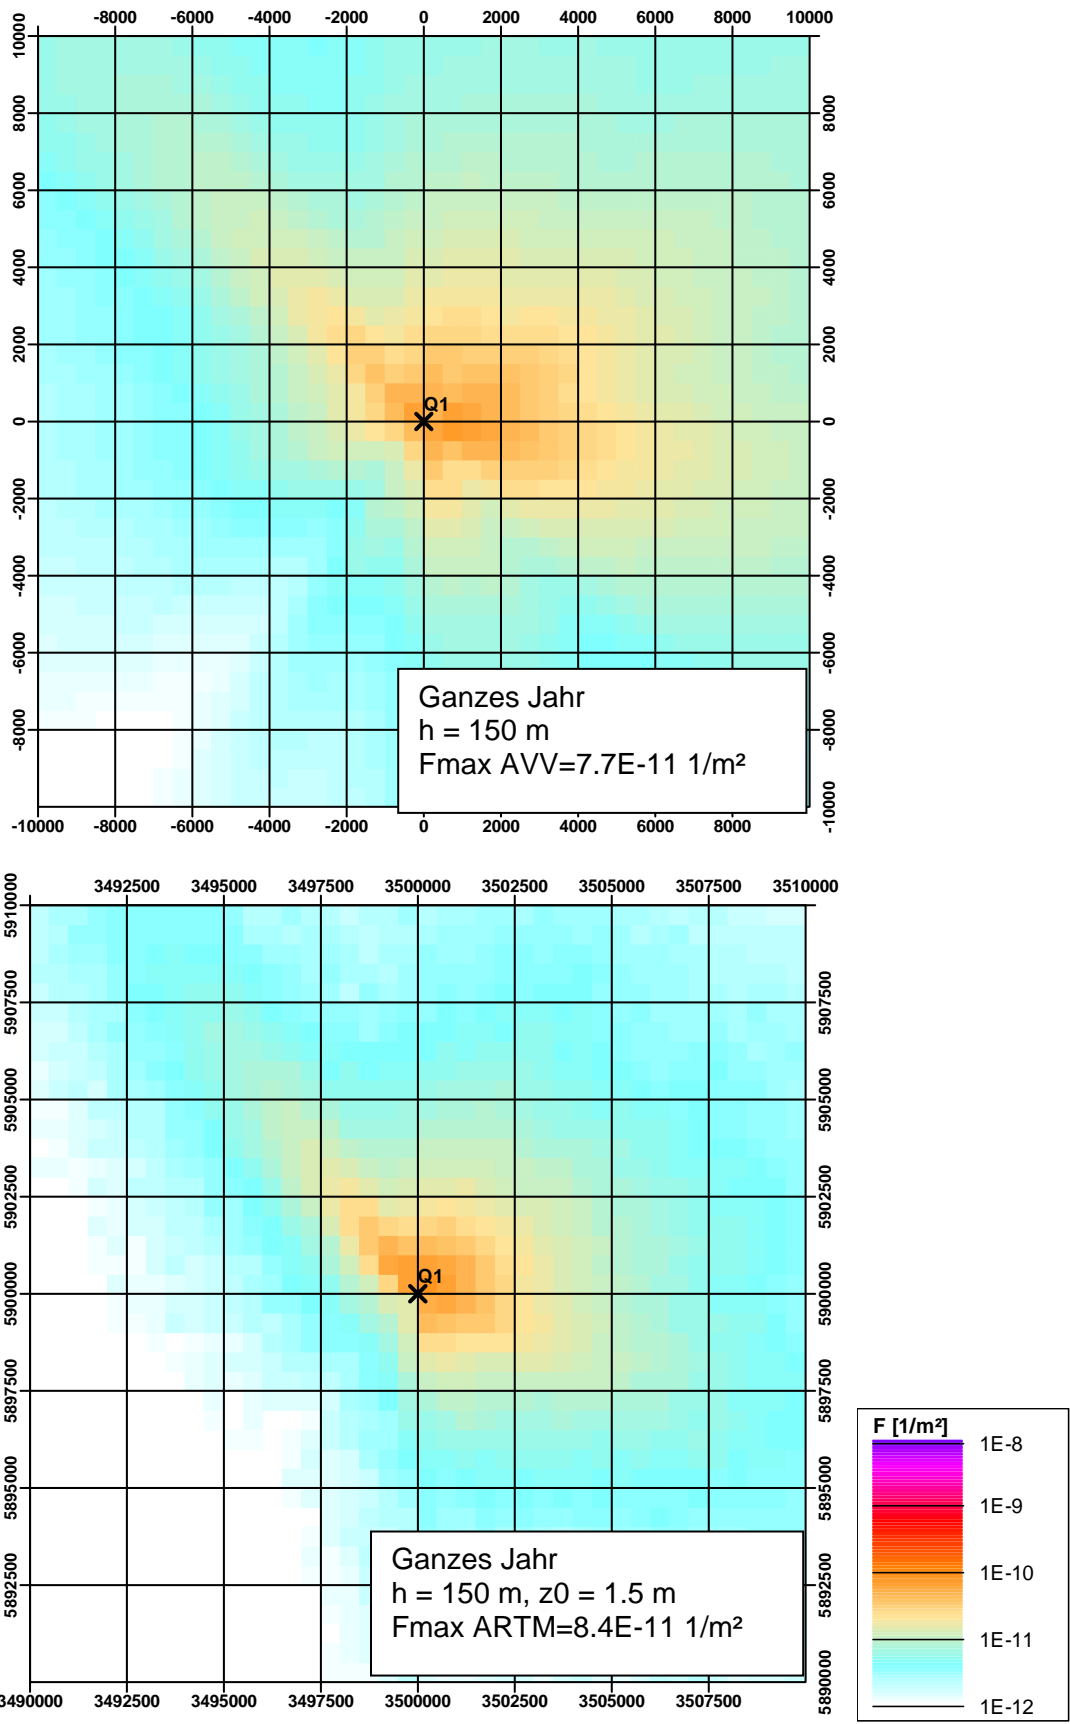 -8000 -6000 -4000 -2000 0 2000 4000 6000 8000 10000
10000 8000 6000 4000 2000 0 -2000 -4000 -6000 -8000
8000 6000 4000 2000 0 -2000 -4000 -6000 -8000 -10000
Q1
Ganzes Jahr
h = 150 m
Fmax AVV=7.7E-11 1/m²
-10000 -8000 -6000 -4000 -2000 0 2000 4000 6000 8000
3492500 3495000 3497500 3500000 3502500 3505000 3507500 3510000
5910000 5907500 5905000 5902500 5900000 5897500 5895000 5892500
5907500 5905000 5902500 5900000 5897500 5895000 5892500 5890000
Q1
Ganzes Jahr
h = 150 m, z0 = 1.5 m
Fmax ARTM=8.4E-11 1/m²
3490000 3492500 3495000 3497500 3500000 3502500 3505000 3507500
F [1/m²]
1E-8
1E-9
1E-10
1E-11
1E-12